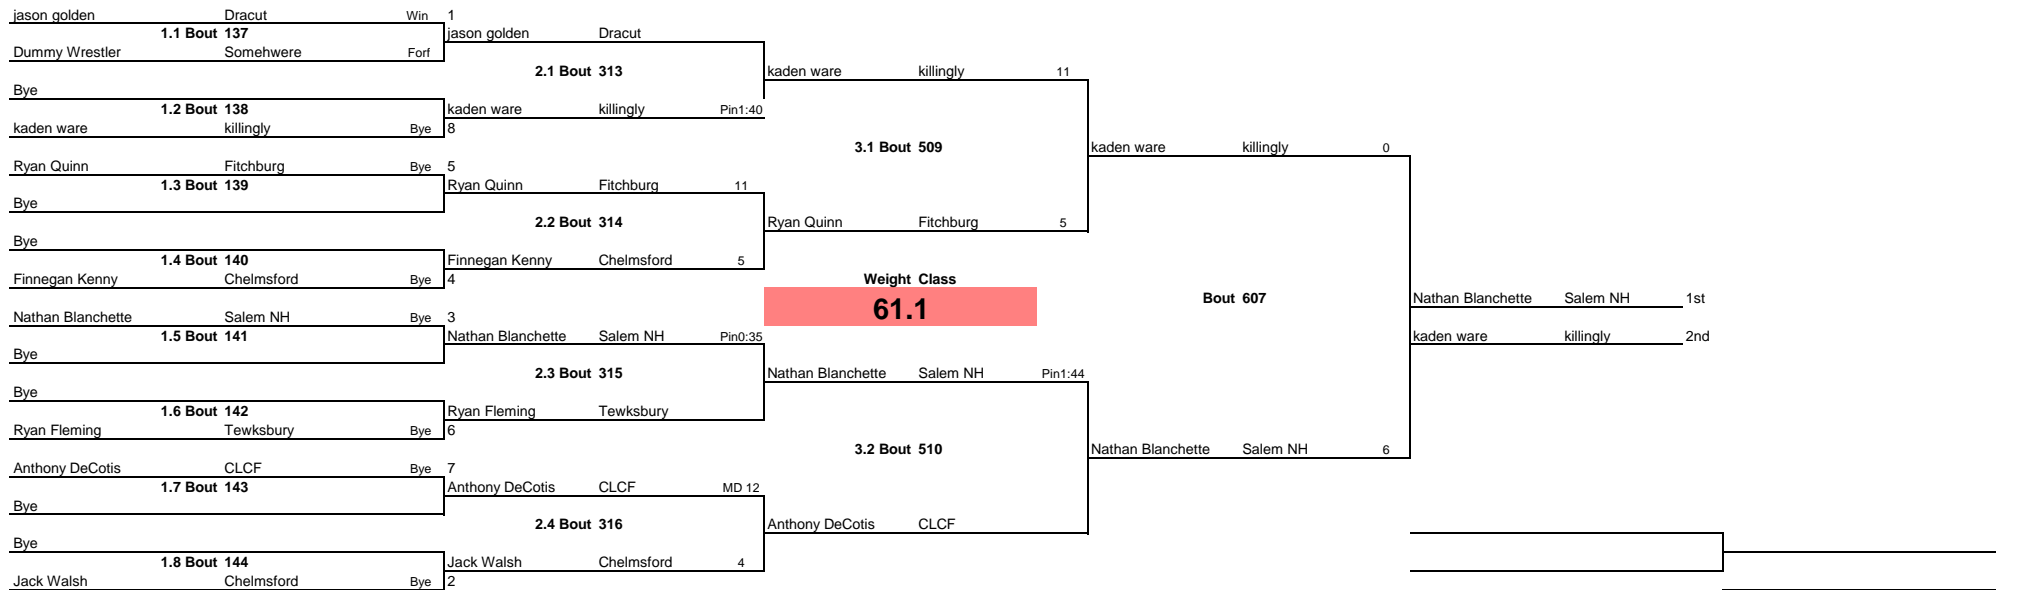 jason golden Dracut Win 1
1.1 Bout 137 jason golden Dracut
Dummy Wrestler Somehwere Forf
2.1 Bout 313 kaden ware killingly 11
Bye
1.2 Bout 138 kaden ware killingly Pin1:40
kaden ware killingly Bye 8
3.1 Bout 509 kaden ware killingly 0
Ryan Quinn Fitchburg Bye 5
1.3 Bout 139 Ryan Quinn Fitchburg 11
Bye
2.2 Bout 314 Ryan Quinn Fitchburg 5
Bye
1.4 Bout 140 Finnegan Kenny Chelmsford 5
Finnegan Kenny Chelmsford Bye 4 Weight Class
61.1 Bout 607 Nathan Blanchette Salem NH 1st
Nathan Blanchette Salem NH Bye 3
1.5 Bout 141 Nathan Blanchette Salem NH Pin0:35 kaden ware killingly 2nd
Bye
2.3 Bout 315 Nathan Blanchette Salem NH Pin1:44
Bye
1.6 Bout 142 Ryan Fleming Tewksbury
Ryan Fleming Tewksbury Bye 6
3.2 Bout 510 Nathan Blanchette Salem NH 6
Anthony DeCotis CLCF Bye 7
1.7 Bout 143 Anthony DeCotis CLCF MD 12
Bye
2.4 Bout 316 Anthony DeCotis CLCF
Bye
1.8 Bout 144 Jack Walsh Chelmsford 4
Jack Walsh Chelmsford Bye 2